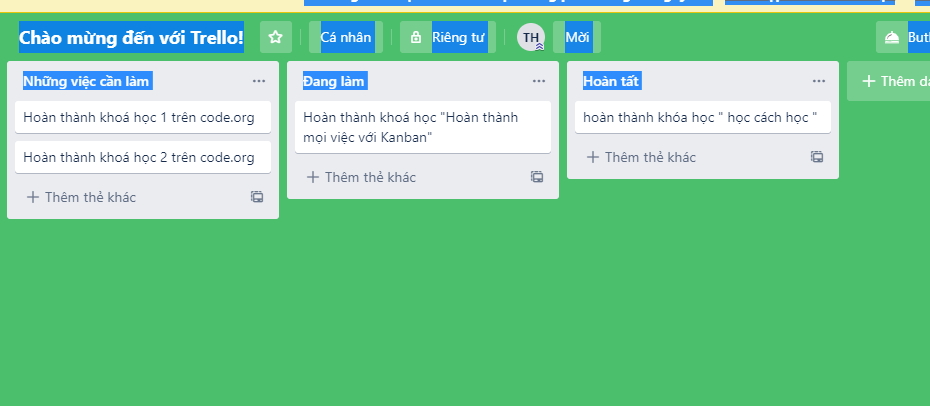 Chào mừng đến với Trello!
Cá nhân
Riêng tư
TH
Mời
Những việc cần làm
Hoàn thành khoá học 1 trên code.org
Hoàn thành khoá học 2 trên code.org
Thêm thẻ khác
Đang làm
Hoàn thành khoá học "Hoàn thành
mọi việc với Kanban"
Thêm thẻ khác
Hoàn tất
hoàn thành khóa học " học cách học "
Thêm thẻ khác
Thêm